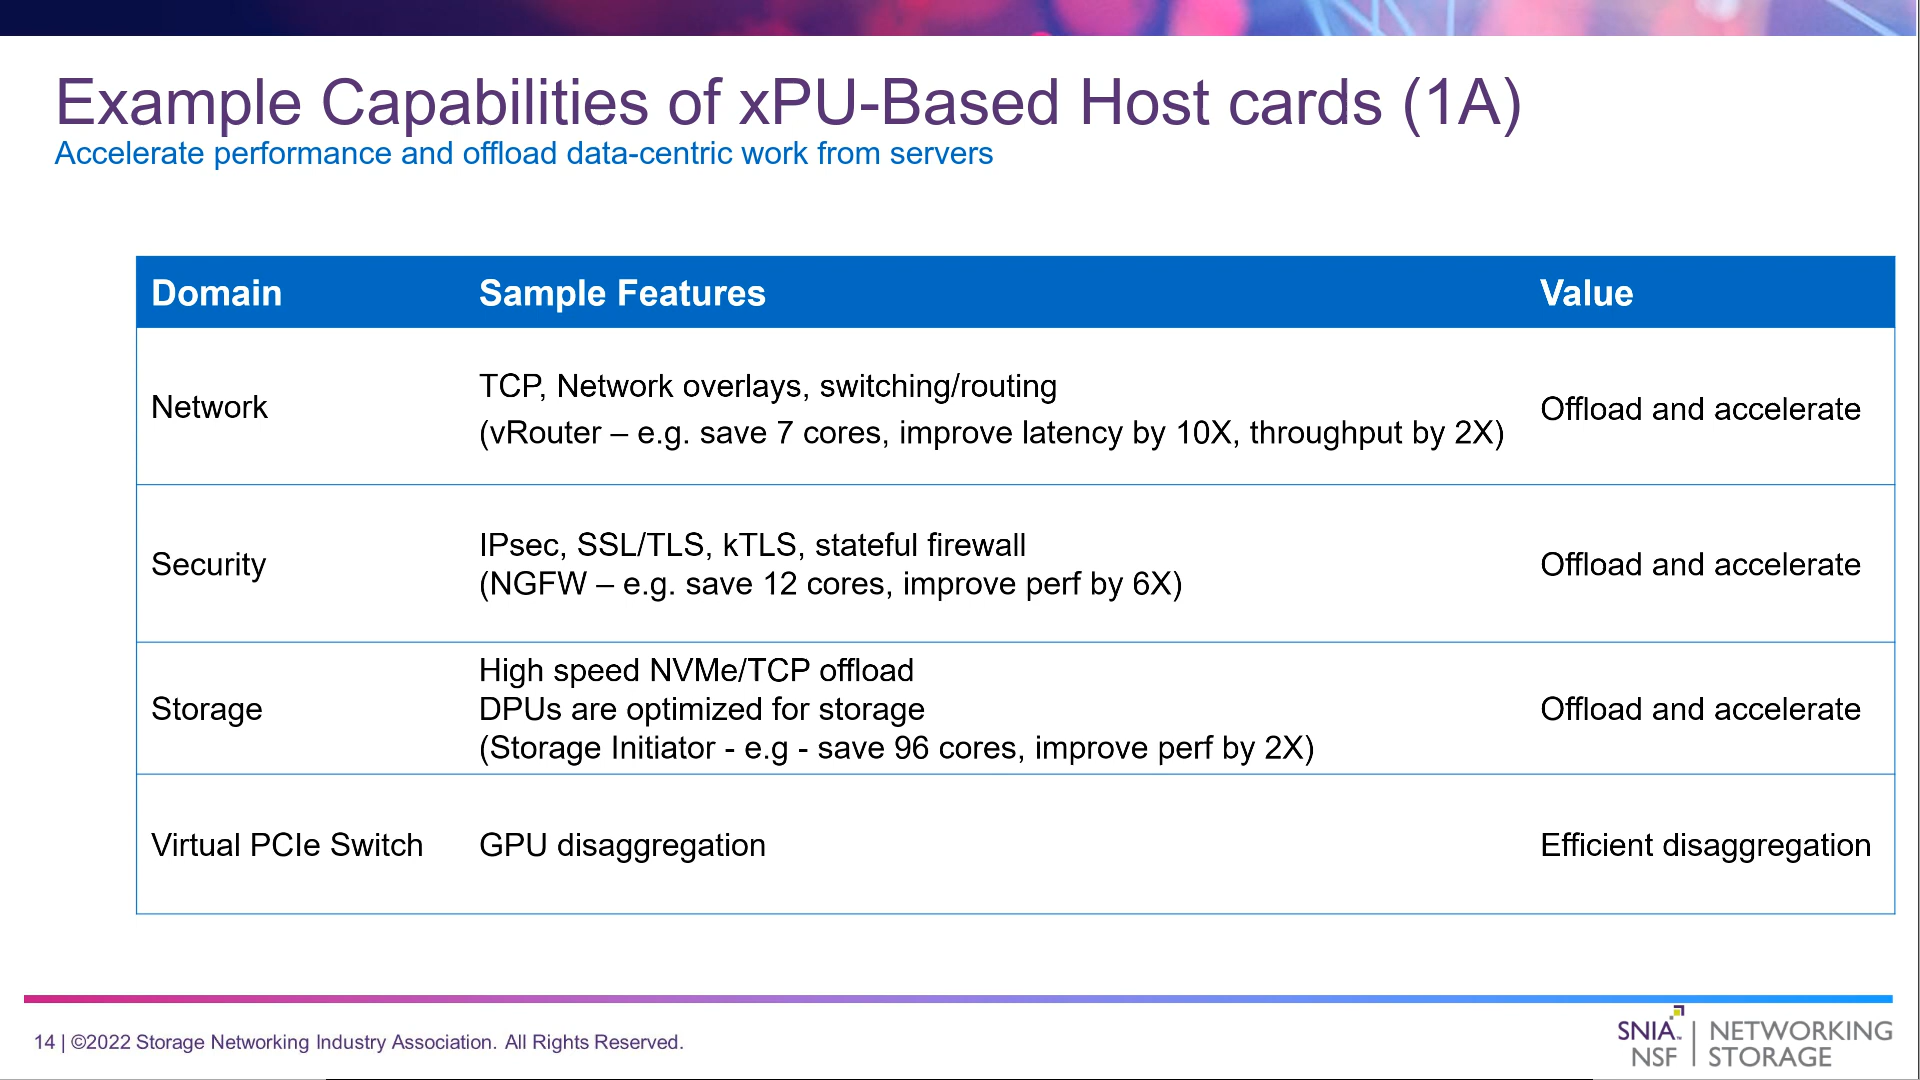 Example Capabilities of xPU-Based Host cards (1A)
Accelerate performance and offload data-centric work from servers
Domain Sample Features Value
Network
TCP, Network overlays, switching/routing
(vRouter – e.g. save 7 cores, improve latency by 10X, throughput by 2X)
Offload and accelerate
Security
IPsec, SSL/TLS, kTLS, stateful firewall
(NGFW – e.g. save 12 cores, improve perf by 6X)
Offload and accelerate
Storage
High speed NVMe/TCP offload
DPUs are optimized for storage
(Storage Initiator - e.g - save 96 cores, improve perf by 2X)
Offload and accelerate
Virtual PCIe Switch GPU disaggregation Efficient disaggregation
14 | ©2022 Storage Networking Industry Association. All Rights Reserved.
SNIA™ | NETWORKING
NSF | STORAGE